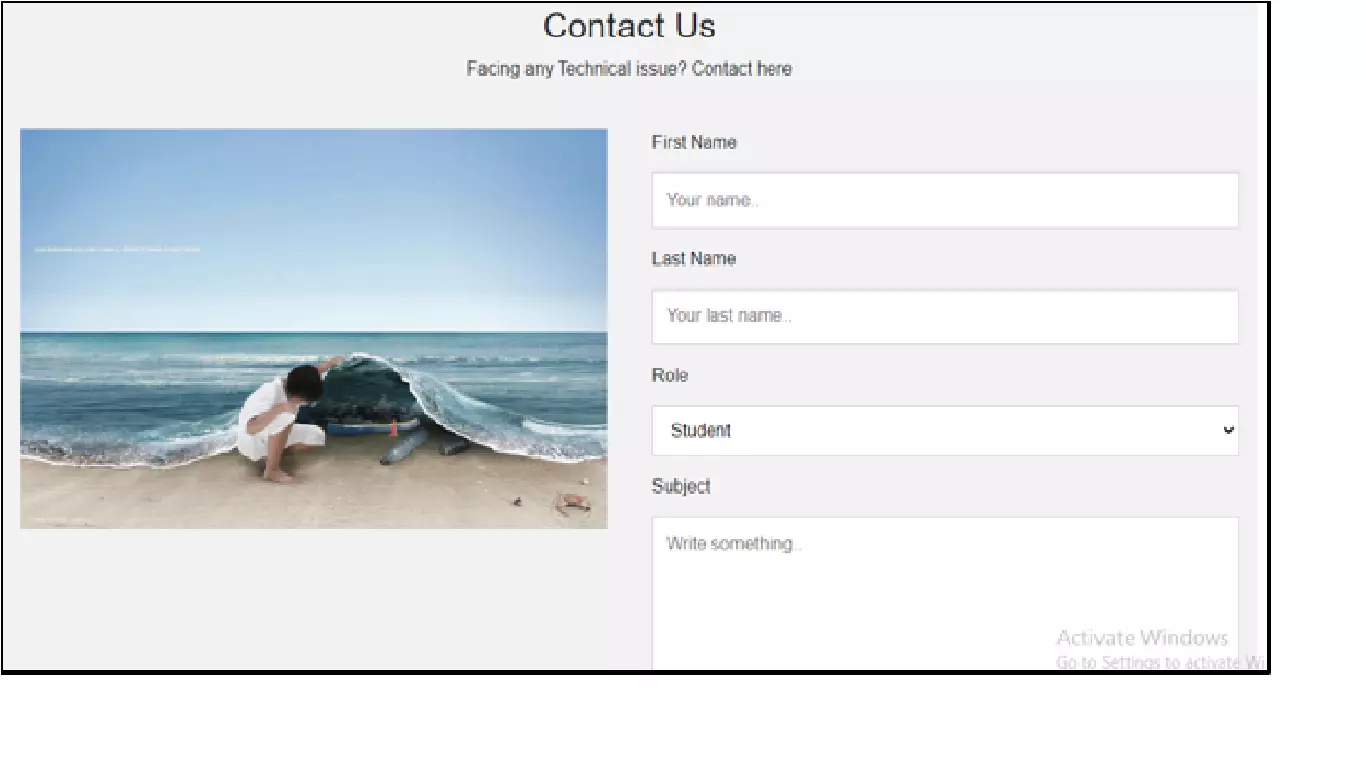 Contact Us
Facing any Technical issue? Contact here
First Name
Your name..
Last Name
Your last name..
Role
Student
Subject
Write something..
Activate Windows
Go to Settings to activate Wi